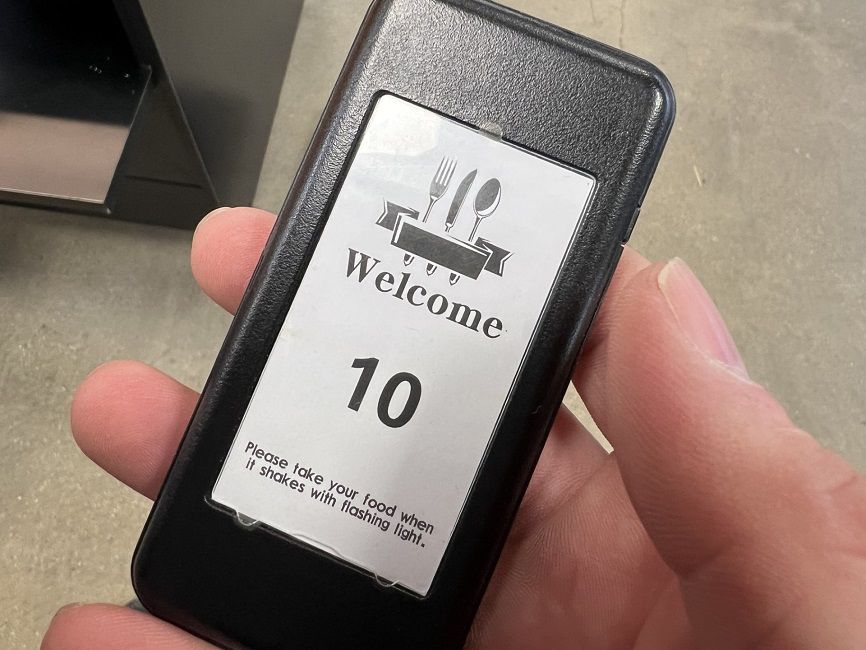 Welcome
10
Please take your food when
it shakes with flashing light.